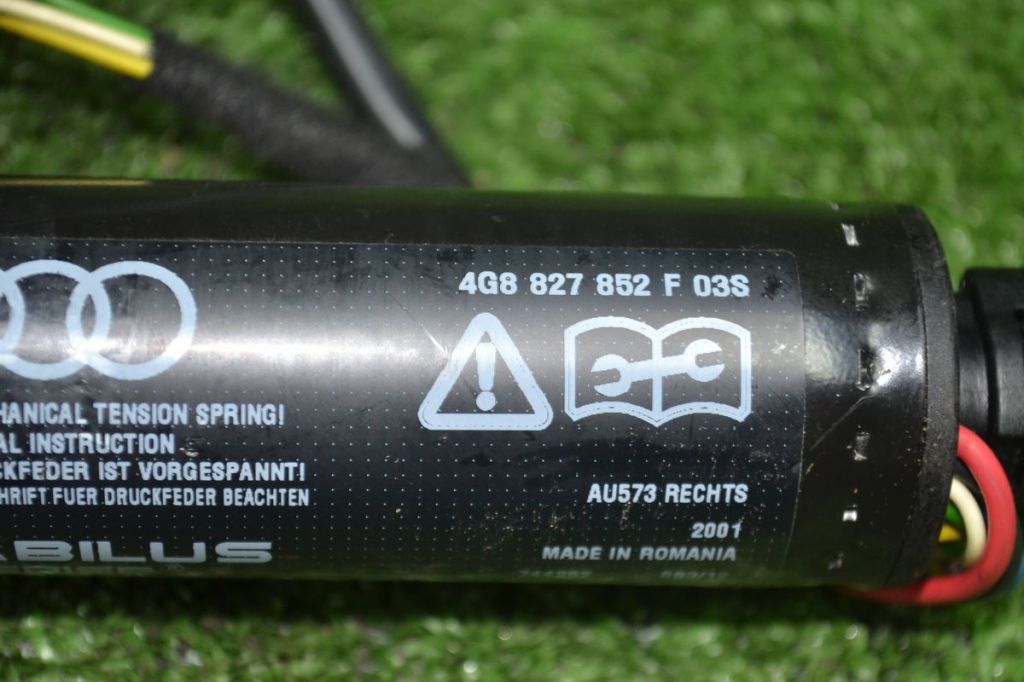 4G8 827 852 F 03S
HANICAL TENSION SPRING!
AL INSTRUCTION
CKFEDER IST VORGESPANNT!
HRIFT FUER DRUCKFEDER BEACHTEN
AU573 RECHTS
2001
ABILUS
MADE IN ROMANIA